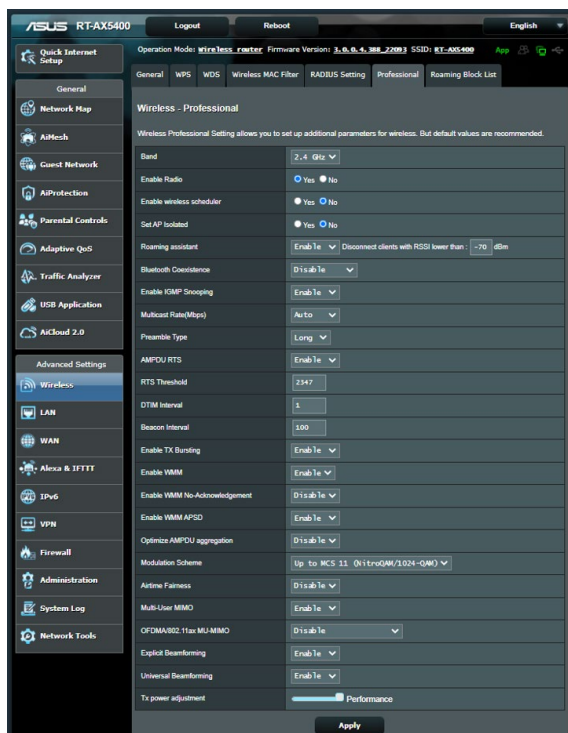 ASUS RT-AX5400 Logout Reboot English
Quick Internet Setup
Operation Mode: Wireless router Firmware Version: 3.0.0.4.388_22093 SSID: RT-AX5400 App
General WPS WDS Wireless MAC Filter RADIUS Setting Professional Roaming Block List
General
Network Map
AiMesh
Guest Network
AiProtection
Parental Controls
Adaptive QoS
Traffic Analyzer
USB Application
AiCloud 2.0
Advanced Settings
Wireless
LAN
WAN
Alexa & IFTTT
IPv6
VPN
Firewall
Administration
System Log
Network Tools
Wireless - Professional
Wireless Professional Setting allows you to set up additional parameters for wireless. But default values are recommended.
Band 2.4 GHz
Enable Radio Yes No
Enable wireless scheduler Yes No
Set AP Isolated Yes No
Roaming assistant Enable Disconnect clients with RSSI lower than : -70 dBm
Bluetooth Coexistence Disable
Enable IGMP Snooping Enable
Multicast Rate(Mbps) Auto
Preamble Type Long
AMPDU RTS Enable
RTS Threshold 2347
DTIM Interval 1
Beacon Interval 100
Enable TX Bursting Enable
Enable WMM Enable
Enable WMM No-Acknowledgement Disable
Enable WMM APSD Enable
Optimize AMPDU aggregation Disable
Modulation Scheme Up to MCS 11 (NitroQAM/1024-QAM)
Airtime Fairness Disable
Multi-User MIMO Enable
OFDMA/802.11ax MU-MIMO Disable
Explicit Beamforming Enable
Universal Beamforming Enable
Tx power adjustment Performance
Apply